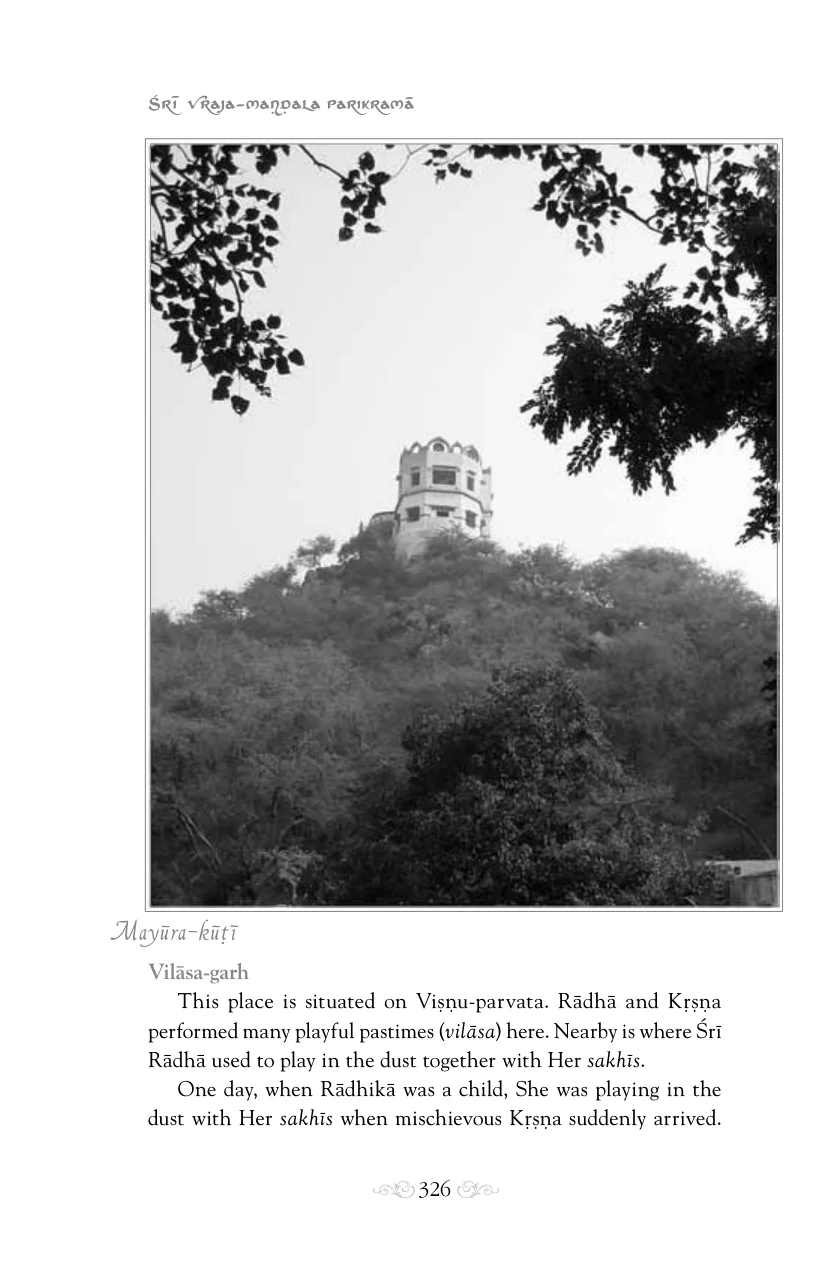 Śrī Vraja-maṇḍala Parikramā
Mayūra-kūṭī
Vilāsa-garh
This place is situated on Viṣṇu-parvata. Rādhā and Kṛṣṇa
performed many playful pastimes (vilāsa) here. Nearby is where Śrī
Rādhā used to play in the dust together with Her sakhīs.
One day, when Rādhikā was a child, She was playing in the
dust with Her sakhīs when mischievous Kṛṣṇa suddenly arrived.
326